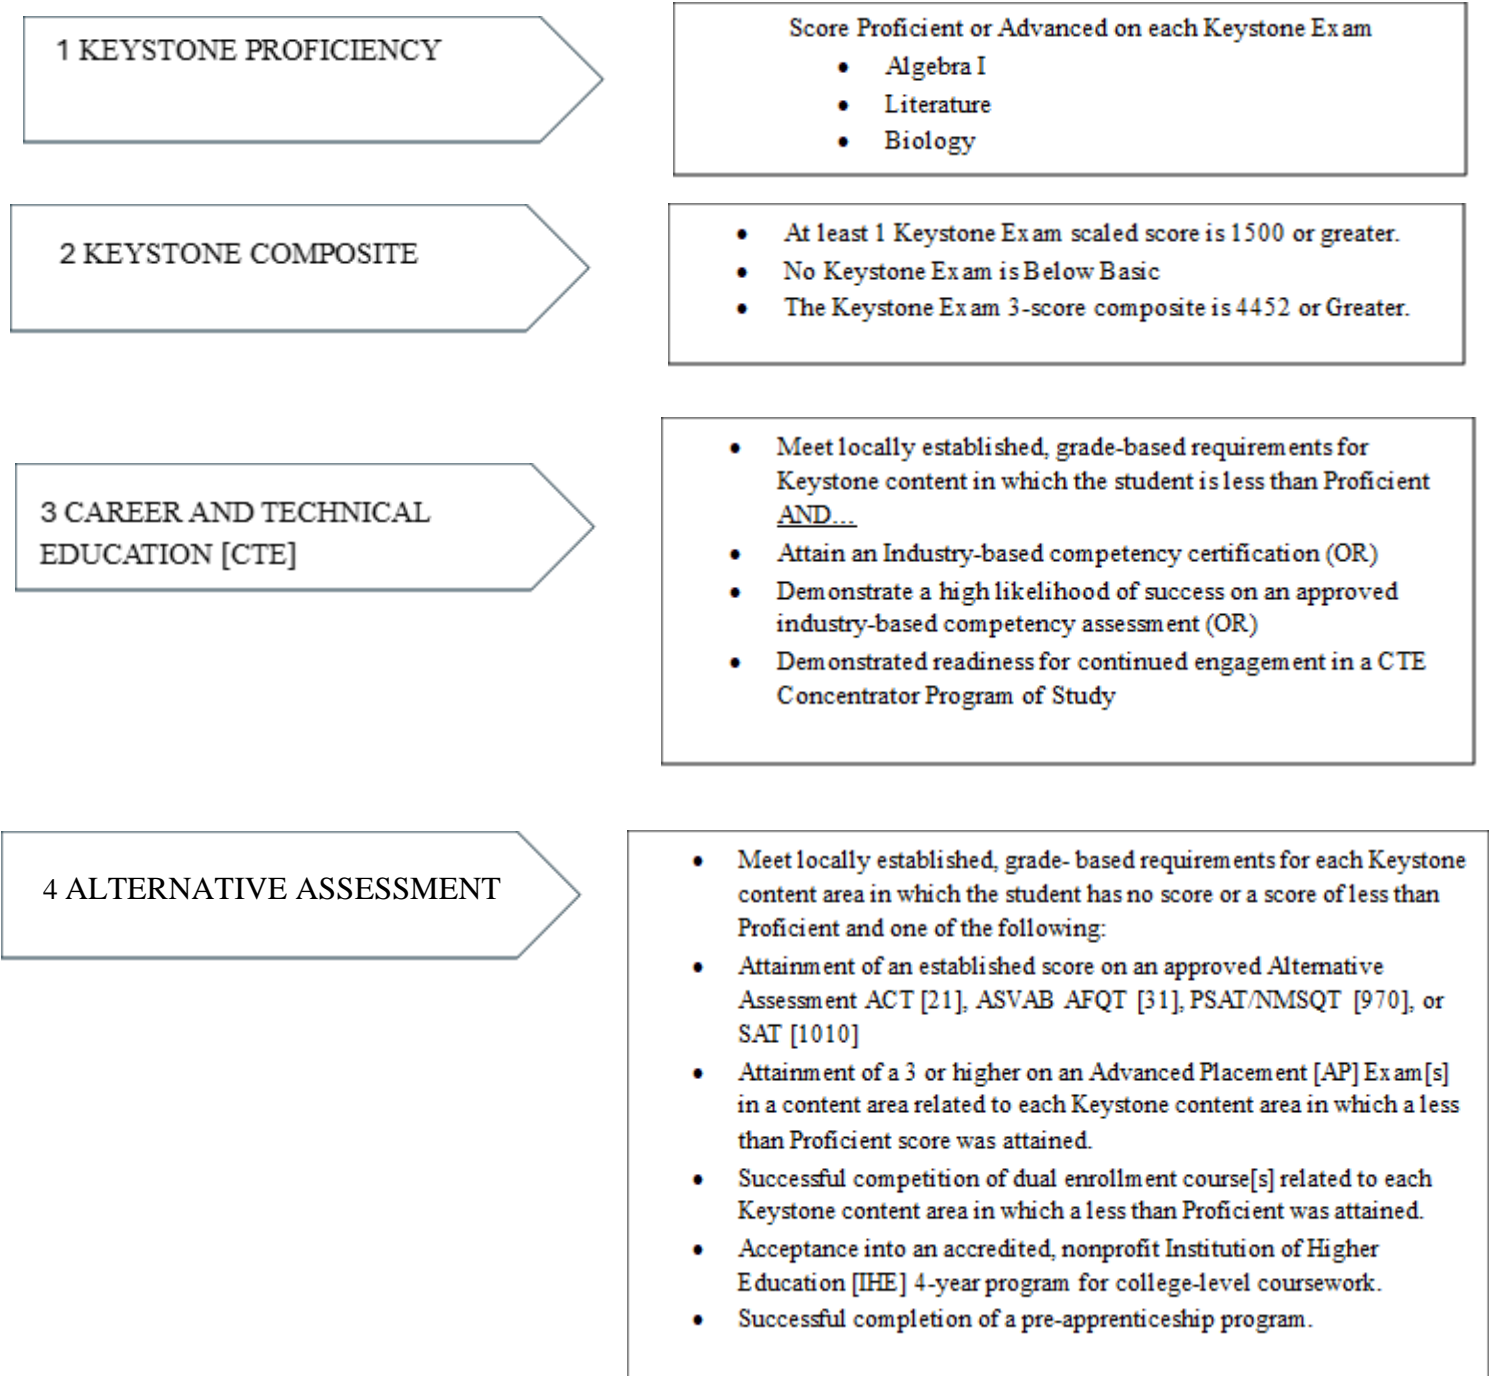 1 KEYSTONE PROFICIENCY
Score Proficient or Advanced on each Keystone Exam
• Algebra I
• Literature
• Biology
2 KEYSTONE COMPOSITE
• At least 1 Keystone Exam scaled score is 1500 or greater.
• No Keystone Exam is Below Basic
• The Keystone Exam 3-score composite is 4452 or Greater.
3 CAREER AND TECHNICAL
EDUCATION [CTE]
• Meet locally established, grade-based requirements for
Keystone content in which the student is less than Proficient
AND...
• Attain an Industry-based competency certification (OR)
• Demonstrate a high likelihood of success on an approved
industry-based competency assessment (OR)
• Demonstrated readiness for continued engagement in a CTE
Concentrator Program of Study
4 ALTERNATIVE ASSESSMENT
• Meet locally established, grade- based requirements for each Keystone
content area in which the student has no score or a score of less than
Proficient and one of the following:
• Attainment of an established score on an approved Alternative
Assessment ACT [21], ASVAB AFQT [31], PSAT/NMSQT [970], or
SAT [1010]
• Attainment of a 3 or higher on an Advanced Placement [AP] Exam[s]
in a content area related to each Keystone content area in which a less
than Proficient score was attained.
• Successful competition of dual enrollment course[s] related to each
Keystone content area in which a less than Proficient was attained.
• Acceptance into an accredited, nonprofit Institution of Higher
Education [IHE] 4-year program for college-level coursework.
• Successful completion of a pre-apprenticeship program.